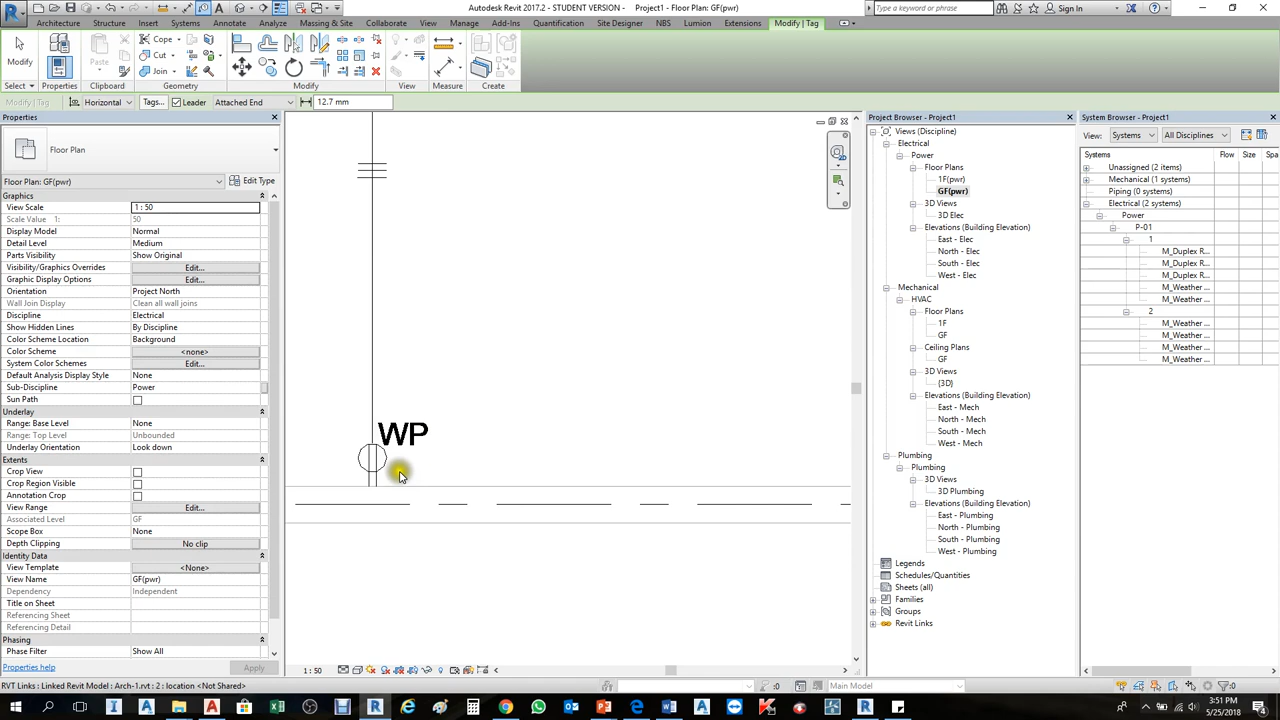 Autodesk Revit 2017.2 - STUDENT VERSION - Project1 - Floor Plan: GF(pwr)
Type a keyword or phrase
Sign In
Architecture Structure Insert Systems Annotate Analyze Massing & Site Collaborate View Manage Add-Ins Quantification Site Designer NBS Lumion Extensions Modify | Tag
Modify
Paste
Cope
Cut
Join
Select Properties Clipboard Geometry Modify View Measure Create
Modify | Tag Horizontal Tags... Leader Attached End 12.7 mm
Properties
Floor Plan
Floor Plan: GF(pwr) Edit Type
Graphics
View Scale 1 : 50
Scale Value 1: 50
Display Model Normal
Detail Level Medium
Parts Visibility Show Original
Visibility/Graphics Overrides Edit...
Graphic Display Options Edit...
Orientation Project North
Wall Join Display Clean all wall joins
Discipline Electrical
Show Hidden Lines By Discipline
Color Scheme Location Background
Color Scheme <none>
System Color Schemes Edit...
Default Analysis Display Style None
Sub-Discipline Power
Sun Path
Underlay
Range: Base Level None
Range: Top Level Unbounded
Underlay Orientation Look down
Extents
Crop View
Crop Region Visible
Annotation Crop
View Range Edit...
Associated Level GF
Scope Box None
Depth Clipping No clip
Identity Data
View Template <None>
View Name GF(pwr)
Dependency Independent
Title on Sheet
Referencing Sheet
Referencing Detail
Phasing
Phase Filter Show All
Properties help Apply
WP
1 : 50
Project Browser - Project1
Views (Discipline)
Electrical
Power
Floor Plans
1F(pwr)
GF(pwr)
3D Views
3D Elec
Elevations (Building Elevation)
East - Elec
North - Elec
South - Elec
West - Elec
Mechanical
HVAC
Floor Plans
1F
GF
Ceiling Plans
GF
3D Views
{3D}
Elevations (Building Elevation)
East - Mech
North - Mech
South - Mech
West - Mech
Plumbing
Plumbing
3D Views
3D Plumbing
Elevations (Building Elevation)
East - Plumbing
North - Plumbing
South - Plumbing
West - Plumbing
Legends
Schedules/Quantities
Sheets (all)
Families
Groups
Revit Links
System Browser - Project1
View: Systems All Disciplines
Systems Flow Size Spa
Unassigned (2 items)
Mechanical (1 systems)
Piping (0 systems)
Electrical (2 systems)
Power
P-01
1
M_Duplex R...
M_Duplex R...
M_Duplex R...
M_Weather ...
M_Weather ...
2
M_Weather ...
M_Weather ...
M_Weather ...
M_Weather ...
RVT Links : Linked Revit Model : Arch-1.rvt : 2 : location <Not Shared>
:0 Main Model :0
3:51 PM
5/25/2018